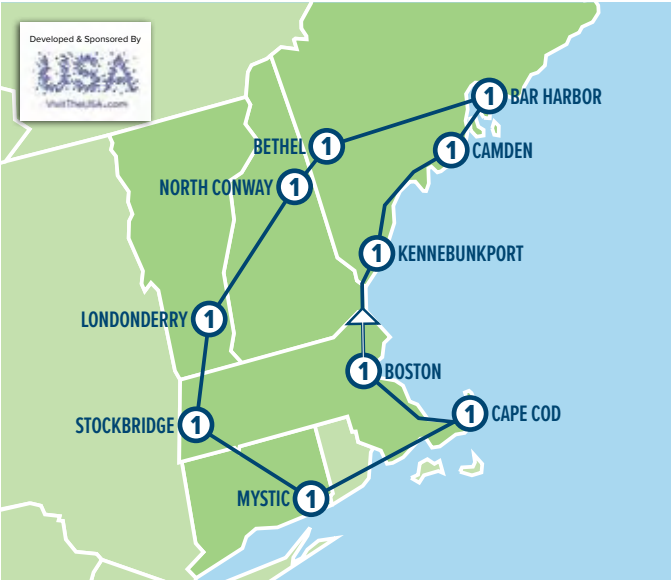 Developed & Sponsored By
USA
VisitTheUSA.com
1 BAR HARBOR
BETHEL 1
1 CAMDEN
NORTH CONWAY 1
1 KENNEBUNKPORT
LONDONDERRY 1
1 BOSTON
1 CAPE COD
STOCKBRIDGE 1
MYSTIC 1